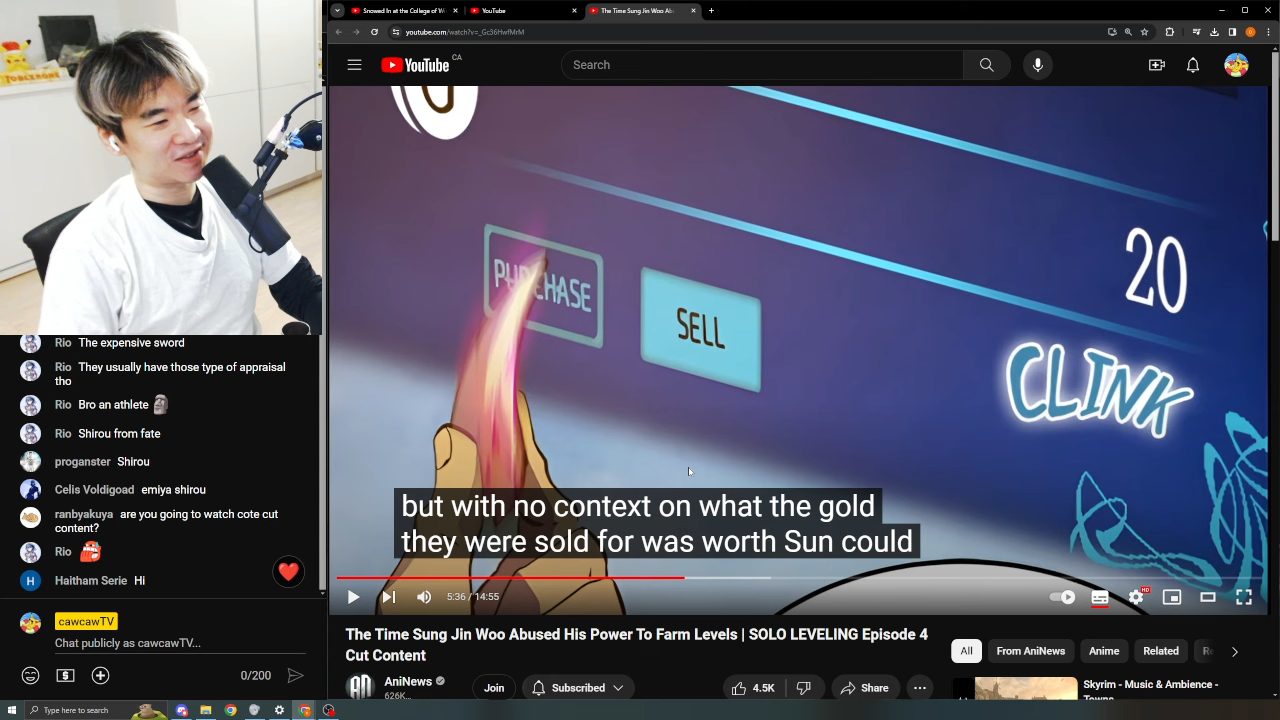 TOBLERONE
Rio The expensive sword
Rio They usually have those type of appraisal
tho
Rio Bro an athlete
Rio Shirou from fate
proganster Shirou
Celis Voldigoad emiya shirou
ranbyakuya are you going to watch cote cut
content?
Rio
Haitham Serie Hi
cawcawTV
Chat publicly as cawcawTV...
0/200
Type here to search
Snowed In at the College of W
YouTube
The Time Sung Jin Woo Ab
youtube.com/watch?v=_Gc36HwfMrM
YouTube CA
Search
PURCHASE
SELL
20
CLINK
but with no context on what the gold
they were sold for was worth Sun could
5:36 / 14:55
HD
The Time Sung Jin Woo Abused His Power To Farm Levels | SOLO LEVELING Episode 4
Cut Content
All
From AniNews
Anime
Related
AniNews
626K
Join
Subscribed
4.5K
Share
Skyrim - Music & Ambience -
Towns